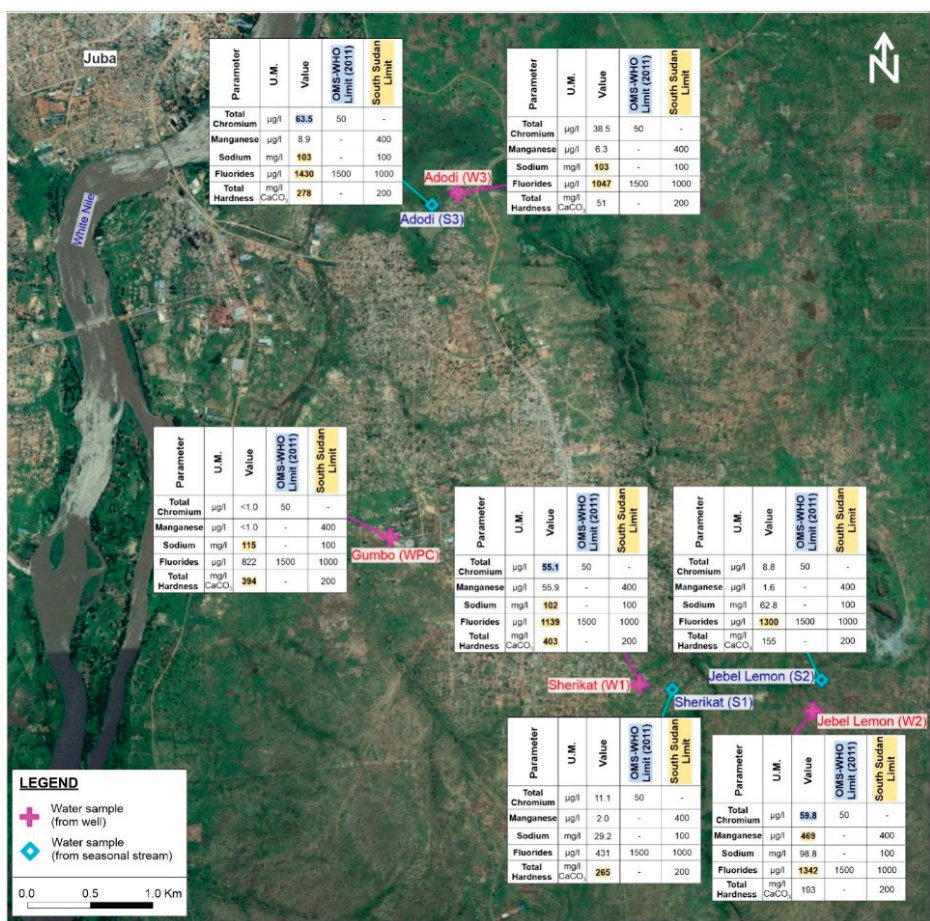 Juba
N
White Nile
Parameter U.M. Value OMS-WHO Limit (2011) South Sudan Limit
Total Chromium µg/l 63.5 50 -
Manganese µg/l 8.9 - 400
Sodium mg/l 103 - 100
Fluorides µg/l 1430 1500 1000
Total Hardness mg/l CaCO3 278 - 200
Adodi (S3)
Parameter U.M. Value OMS-WHO Limit (2011) South Sudan Limit
Total Chromium µg/l 38.5 50 -
Manganese µg/l 6.3 - 400
Sodium mg/l 103 - 100
Fluorides µg/l 1047 1500 1000
Total Hardness mg/l CaCO3 51 - 200
Adodi (W3)
Parameter U.M. Value OMS-WHO Limit (2011) South Sudan Limit
Total Chromium µg/l <1.0 50 -
Manganese µg/l <1.0 - 400
Sodium mg/l 115 - 100
Fluorides µg/l 822 1500 1000
Total Hardness mg/l CaCO3 394 - 200
Gumbo (WPC)
Parameter U.M. Value OMS-WHO Limit (2011) South Sudan Limit
Total Chromium µg/l 55.1 50 -
Manganese µg/l 55.9 - 400
Sodium mg/l 102 - 100
Fluorides µg/l 1139 1500 1000
Total Hardness mg/l CaCO3 403 - 200
Sherikat (W1)
Parameter U.M. Value OMS-WHO Limit (2011) South Sudan Limit
Total Chromium µg/l 8.8 50 -
Manganese µg/l 1.6 - 400
Sodium mg/l 62.8 - 100
Fluorides µg/l 1300 1500 1000
Total Hardness mg/l CaCO3 155 - 200
Jebel Lemon (S2)
Sherikat (S1)
Parameter U.M. Value OMS-WHO Limit (2011) South Sudan Limit
Total Chromium µg/l 11.1 50 -
Manganese µg/l 2.0 - 400
Sodium mg/l 29.2 - 100
Fluorides µg/l 431 1500 1000
Total Hardness mg/l CaCO3 265 - 200
Jebel Lemon (W2)
Parameter U.M. Value OMS-WHO Limit (2011) South Sudan Limit
Total Chromium µg/l 59.8 50 -
Manganese µg/l 469 - 400
Sodium mg/l 98.8 - 100
Fluorides µg/l 1342 1500 1000
Total Hardness mg/l CaCO3 193 - 200
LEGEND
Water sample
(from well)
Water sample
(from seasonal stream)
0.0 0.5 1.0 Km